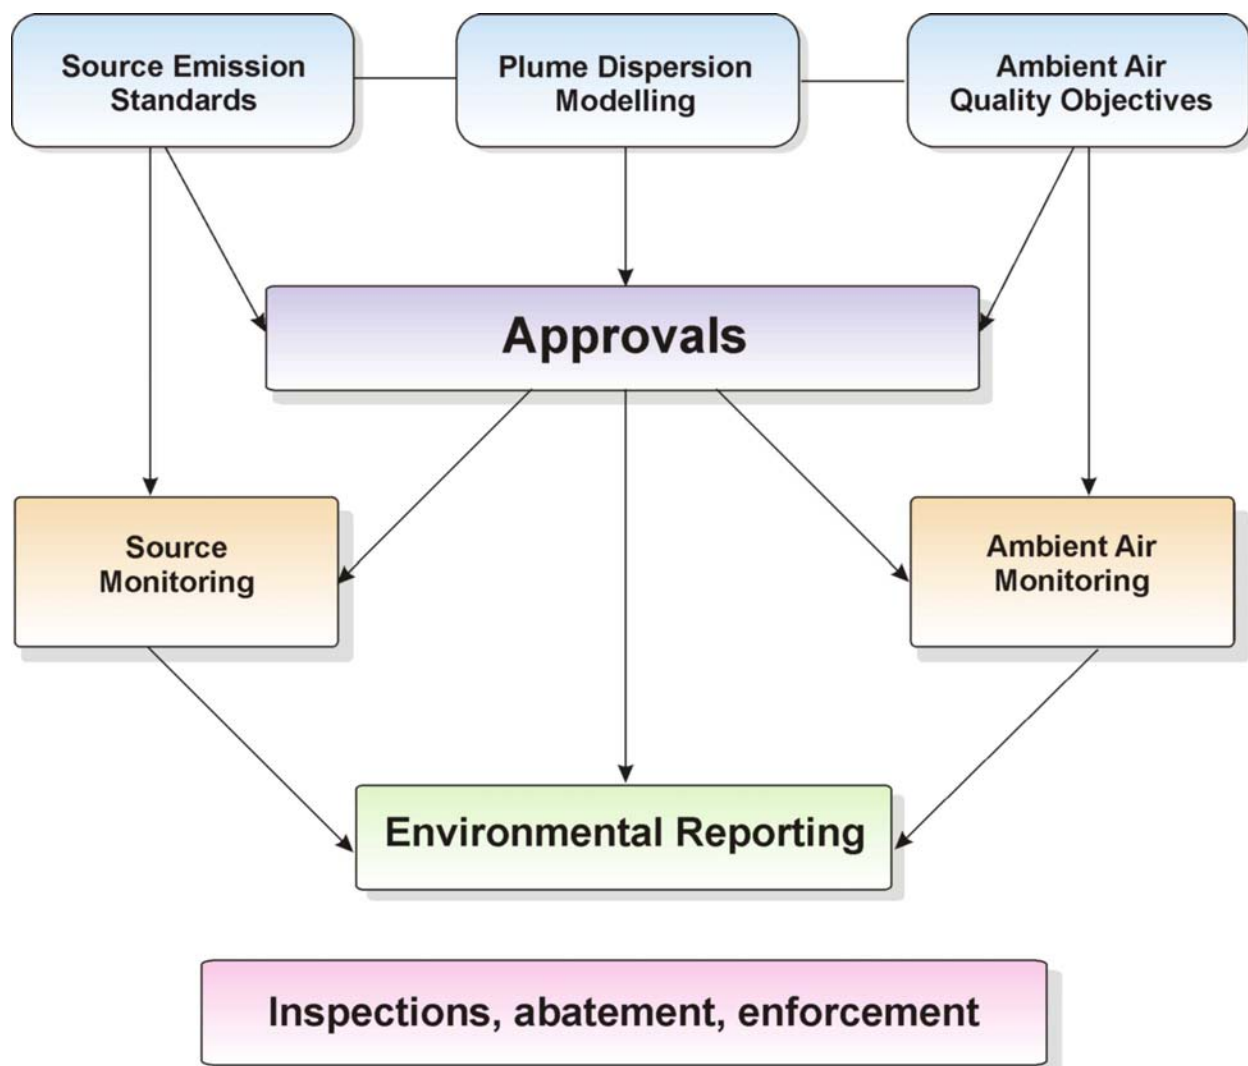 Source Emission
Standards
Plume Dispersion
Modelling
Ambient Air
Quality Objectives
Approvals
Source
Monitoring
Ambient Air
Monitoring
Environmental Reporting
Inspections, abatement, enforcement